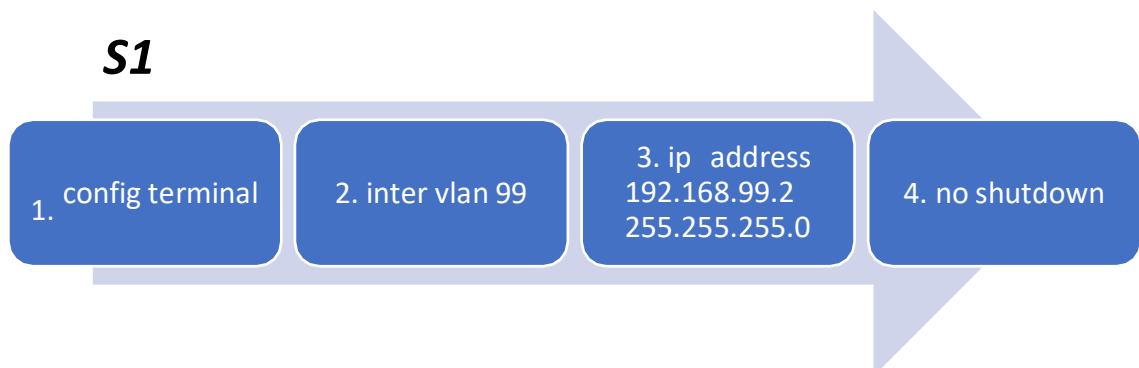 S1
1. config terminal
2. inter vlan 99
3. ip address
192.168.99.2
255.255.255.0
4. no shutdown